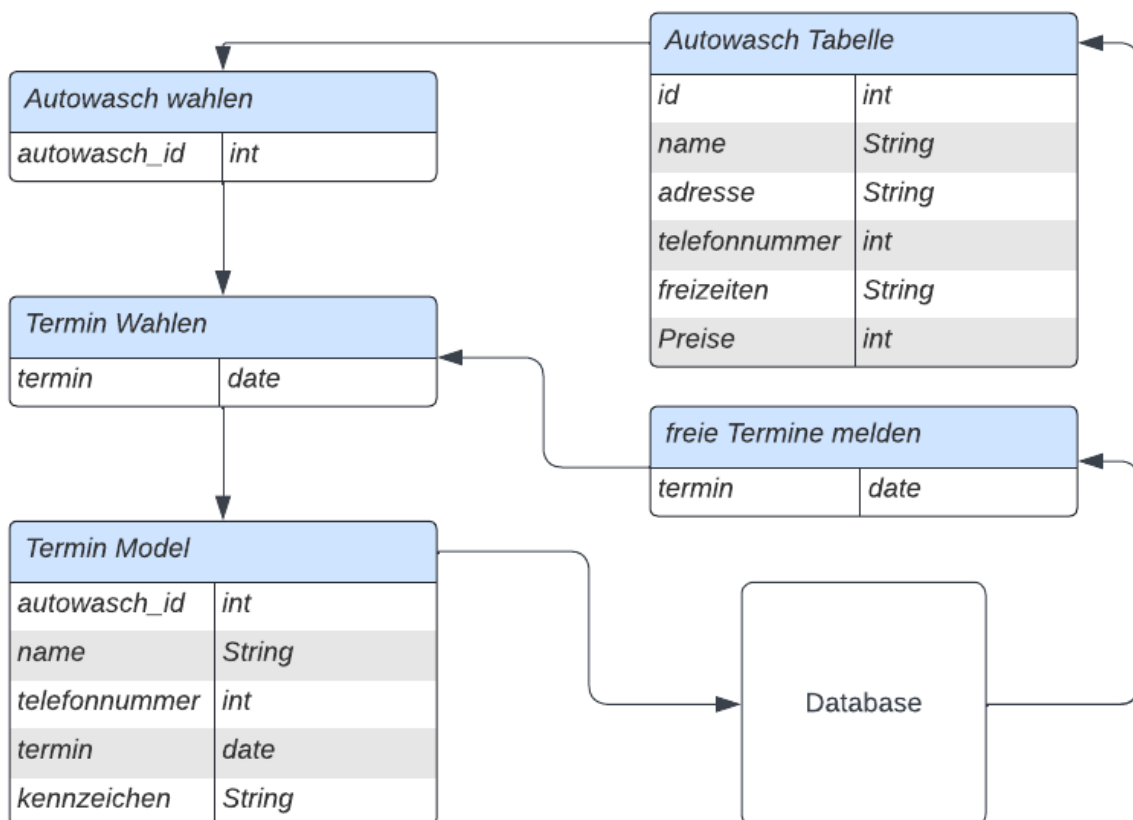 Autowasch Tabelle
id int
name String
adresse String
telefonnummer int
freizeiten String
Preise int
Autowasch wahlen
autowasch_id int
Termin Wahlen
termin date
freie Termine melden
termin date
Termin Model
autowasch_id int
name String
telefonnummer int
termin date
kennzeichen String
Database